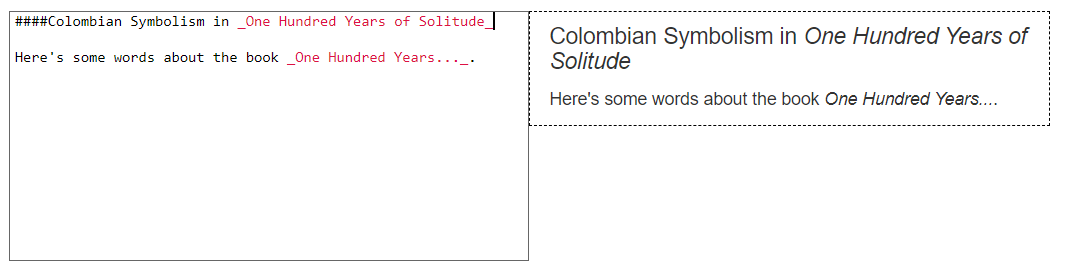 ####Colombian Symbolism in _One Hundred Years of Solitude_
Here's some words about the book _One Hundred Years..._.
Colombian Symbolism in One Hundred Years of
Solitude
Here's some words about the book One Hundred Years....